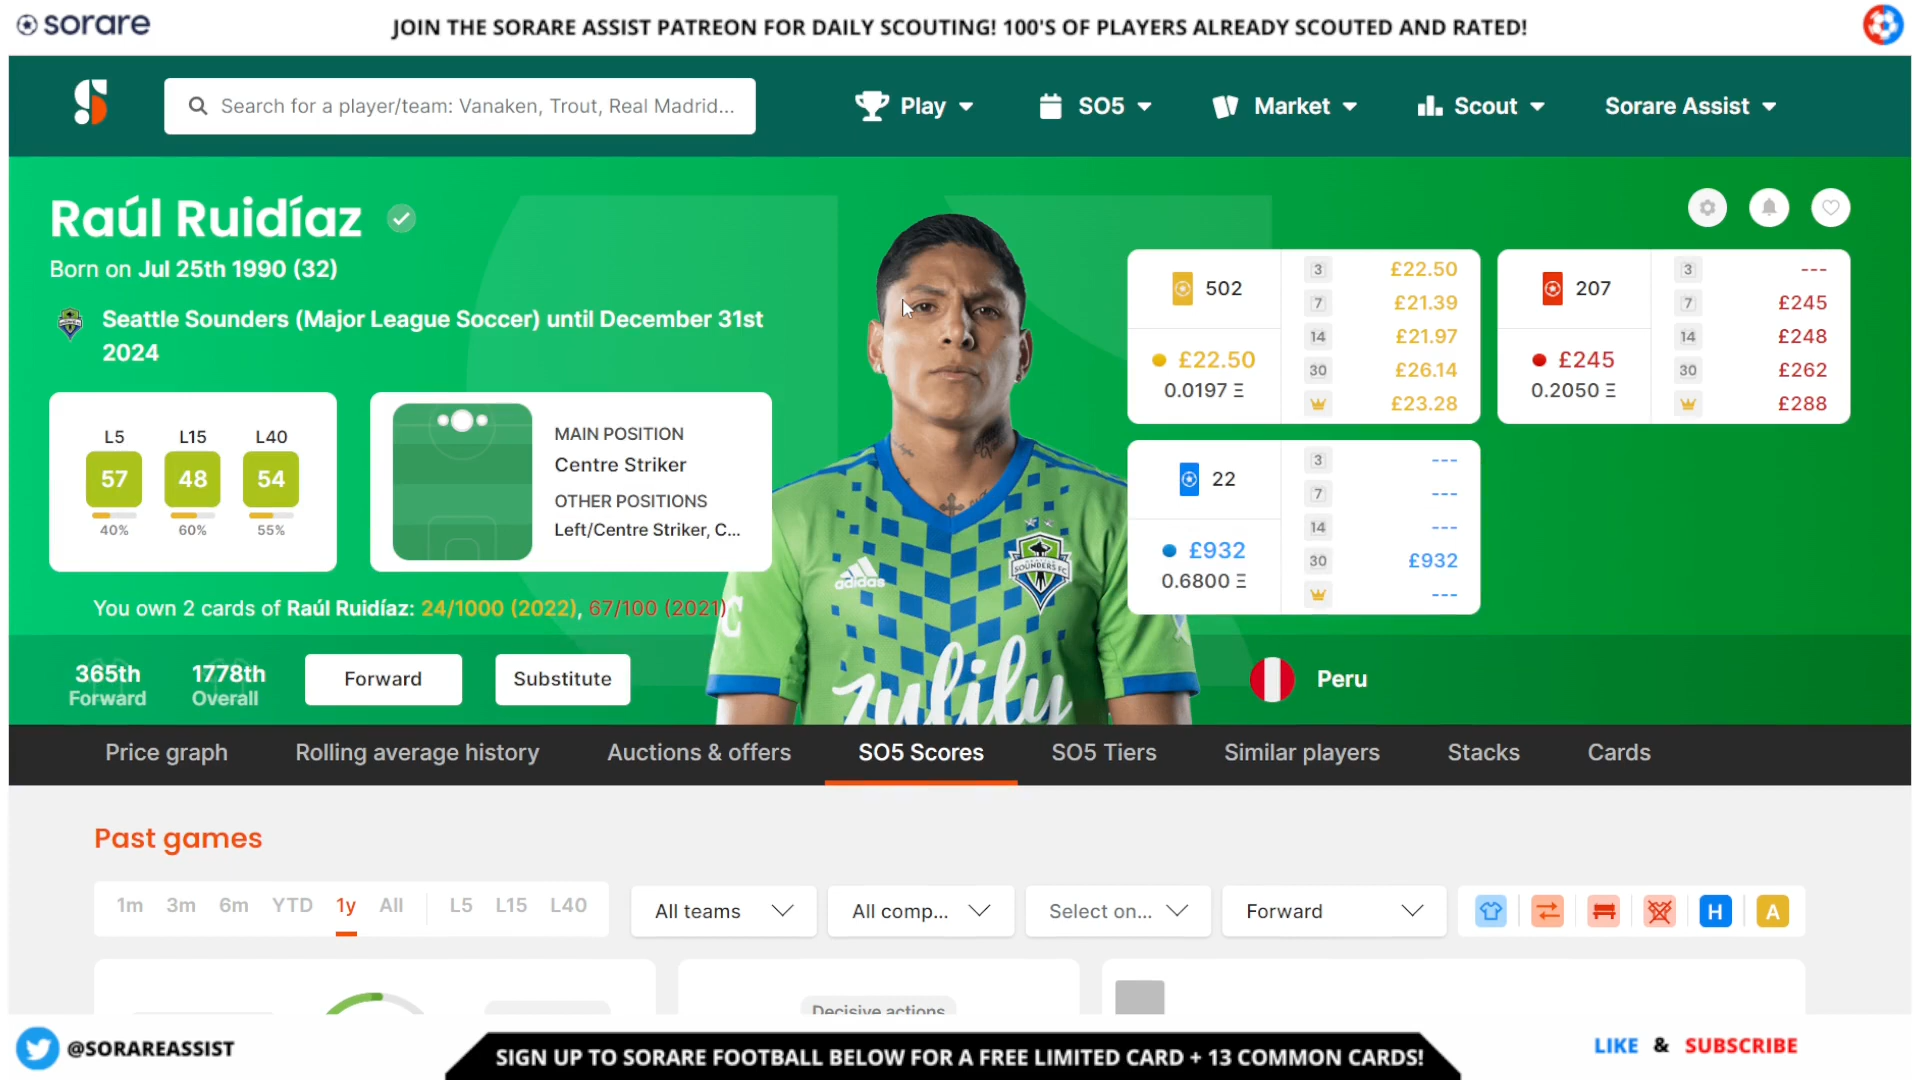 sorare
JOIN THE SORARE ASSIST PATREON FOR DAILY SCOUTING! 100'S OF PLAYERS ALREADY SCOUTED AND RATED!
Search for a player/team: Vanaken, Trout, Real Madrid...
Play
SO5
Market
Scout
Sorare Assist
Raúl Ruidíaz
Born on Jul 25th 1990 (32)
Seattle Sounders (Major League Soccer) until December 31st
2024
L5 L15 L40
57 48 54
40% 60% 55%
MAIN POSITION
Centre Striker
OTHER POSITIONS
Left/Centre Striker, C...
You own 2 cards of Raúl Ruidíaz: 24/1000 (2022), 67/100 (2021)
502
£22.50
0.0197 Ξ
3 £22.50
7 £21.39
14 £21.97
30 £26.14
£23.28
207
£245
0.2050 Ξ
3 ---
7 £245
14 £248
30 £262
£288
22
£932
0.6800 Ξ
3 ---
7 ---
14 ---
30 £932
---
adidas
SOUNDERS FC
zulily
365th
Forward
1778th
Overall
Forward
Substitute
Peru
Price graph
Rolling average history
Auctions & offers
SO5 Scores
SO5 Tiers
Similar players
Stacks
Cards
Past games
1m 3m 6m YTD 1y All L5 L15 L40
All teams
All comp...
Select on...
Forward
H
A
Decisive actions
@SORAREASSIST
SIGN UP TO SORARE FOOTBALL BELOW FOR A FREE LIMITED CARD + 13 COMMON CARDS!
LIKE & SUBSCRIBE